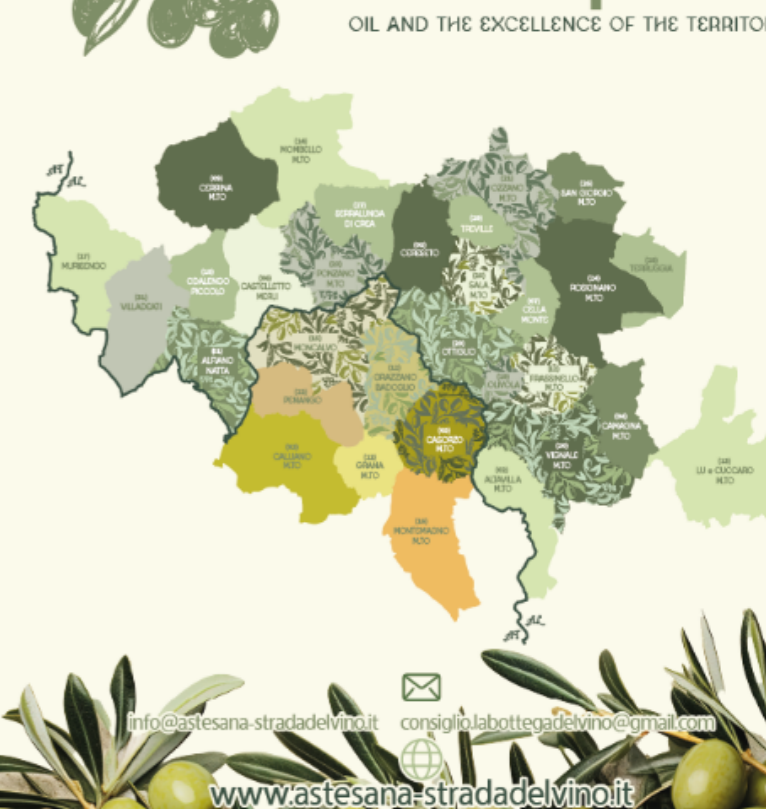 OIL AND THE EXCELLENCE OF THE TERRITO
MOMBELLO
M.TO
CERRINA
M.TO
OZZANO
M.TO
SAN GIORGIO
M.TO
SERRALUNGA
DI CREA
TREVILLE
CERESETO
MURISENGO
TERRUGGIA
ODALENGO
PICCOLO
CASTELLETTO
MERLI
PONZANO
M.TO
SALA
M.TO
ROSIGNANO
M.TO
VILLADEATI
CELLA
MONTE
ALFIANO
NATTA
MONCALVO
OTTIGLIO
GRAZZANO
BADOGLIO
OLIVOLA
FRASSINELLO
M.TO
PENANGO
CAMAGNA
M.TO
CASORZO
M.TO
CALLIANO
M.TO
GRANA
M.TO
VIGNALE
M.TO
ALTAVILLA
M.TO
LU e CUCCARO
M.TO
MONTEMAGNO
M.TO
AT AL
AT AL
info@astesana-stradadelvino.it consiglio.labottegadelvino@gmail.com
www.astesana-stradadelvino.it